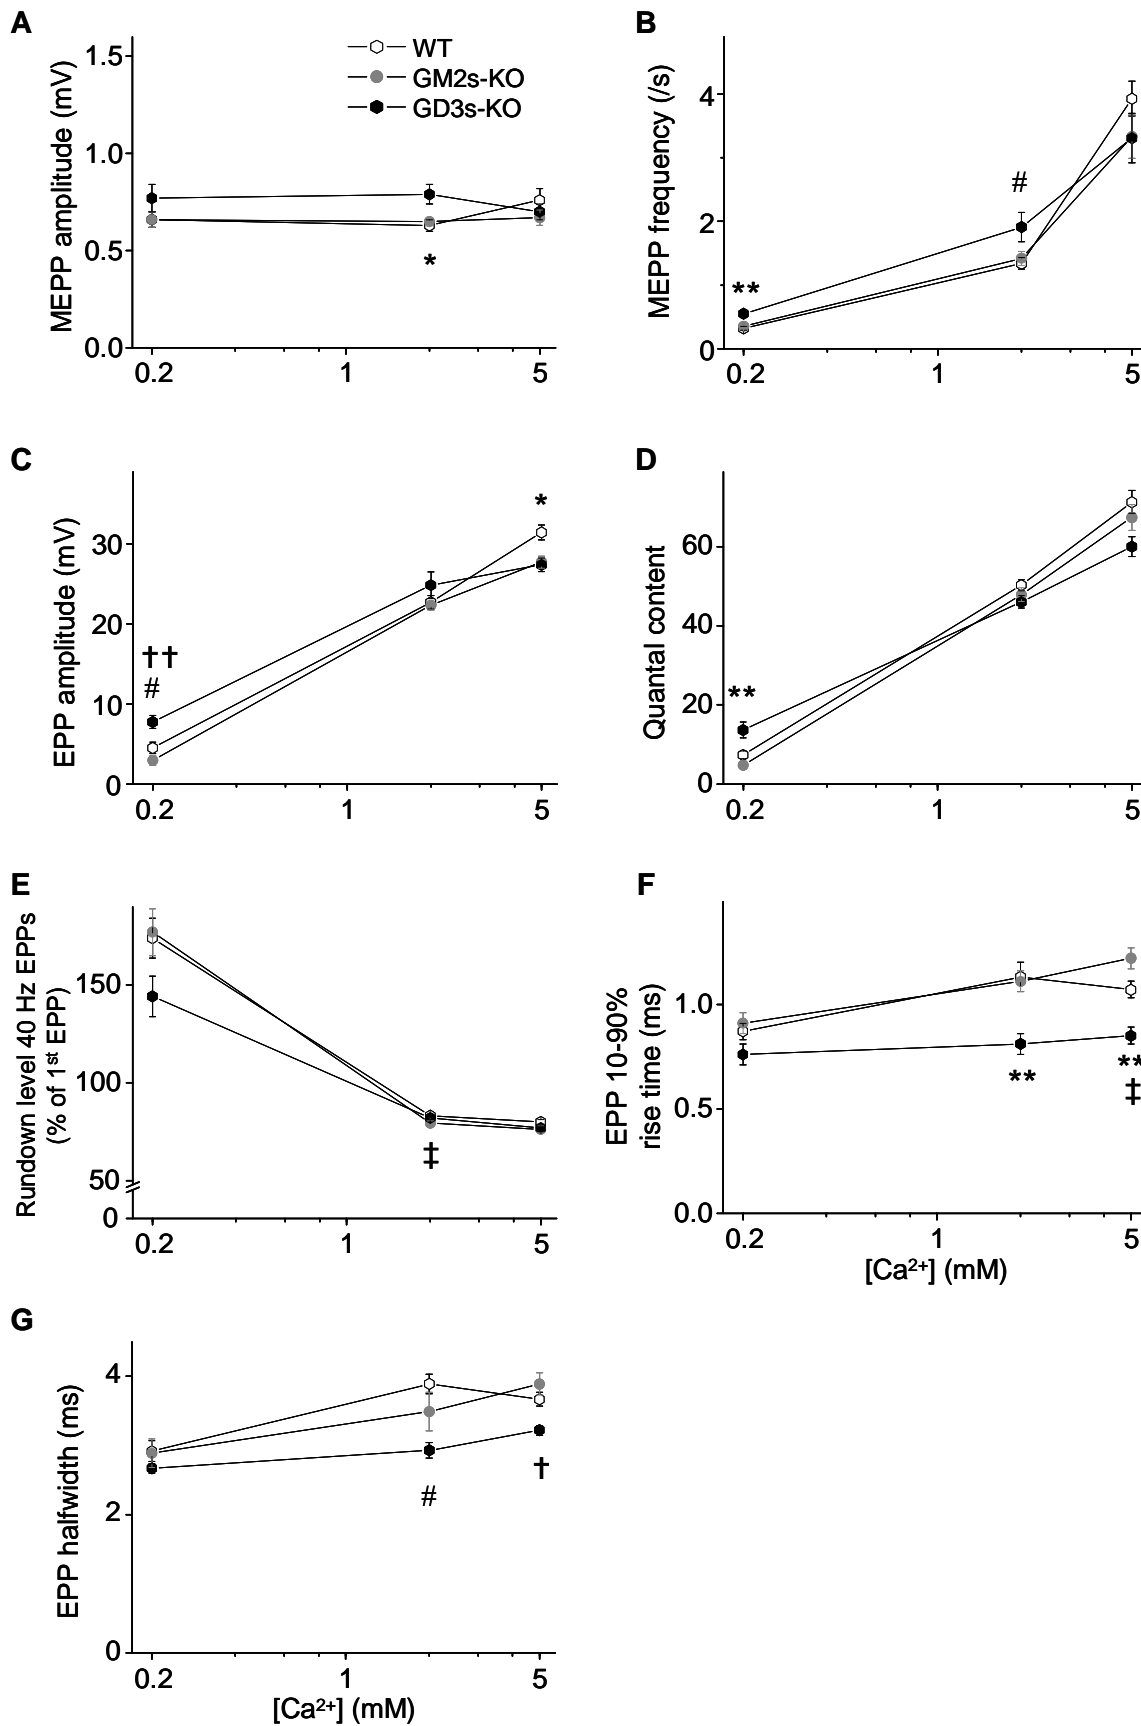 A
MEPP amplitude (mV)
1.5
1.0
0.5
0.0
WT
GM2s-KO
GD3s-KO
*
0.2
1
5
B
MEPP frequency (/s)
4
2
0
**
#
0.2
1
5
C
EPP amplitude (mV)
30
20
10
0
††
#
*
0.2
1
5
D
Quantal content
60
40
20
0
**
0.2
1
5
E
Rundown level 40 Hz EPPs
(% of 1st EPP)
150
100
50
0
‡
0.2
1
5
F
EPP 10-90%
rise time (ms)
1.0
0.5
0.0
**
**
‡
0.2
1
5
[Ca²⁺] (mM)
G
EPP halfwidth (ms)
4
2
0
#
†
0.2
1
5
[Ca²⁺] (mM)